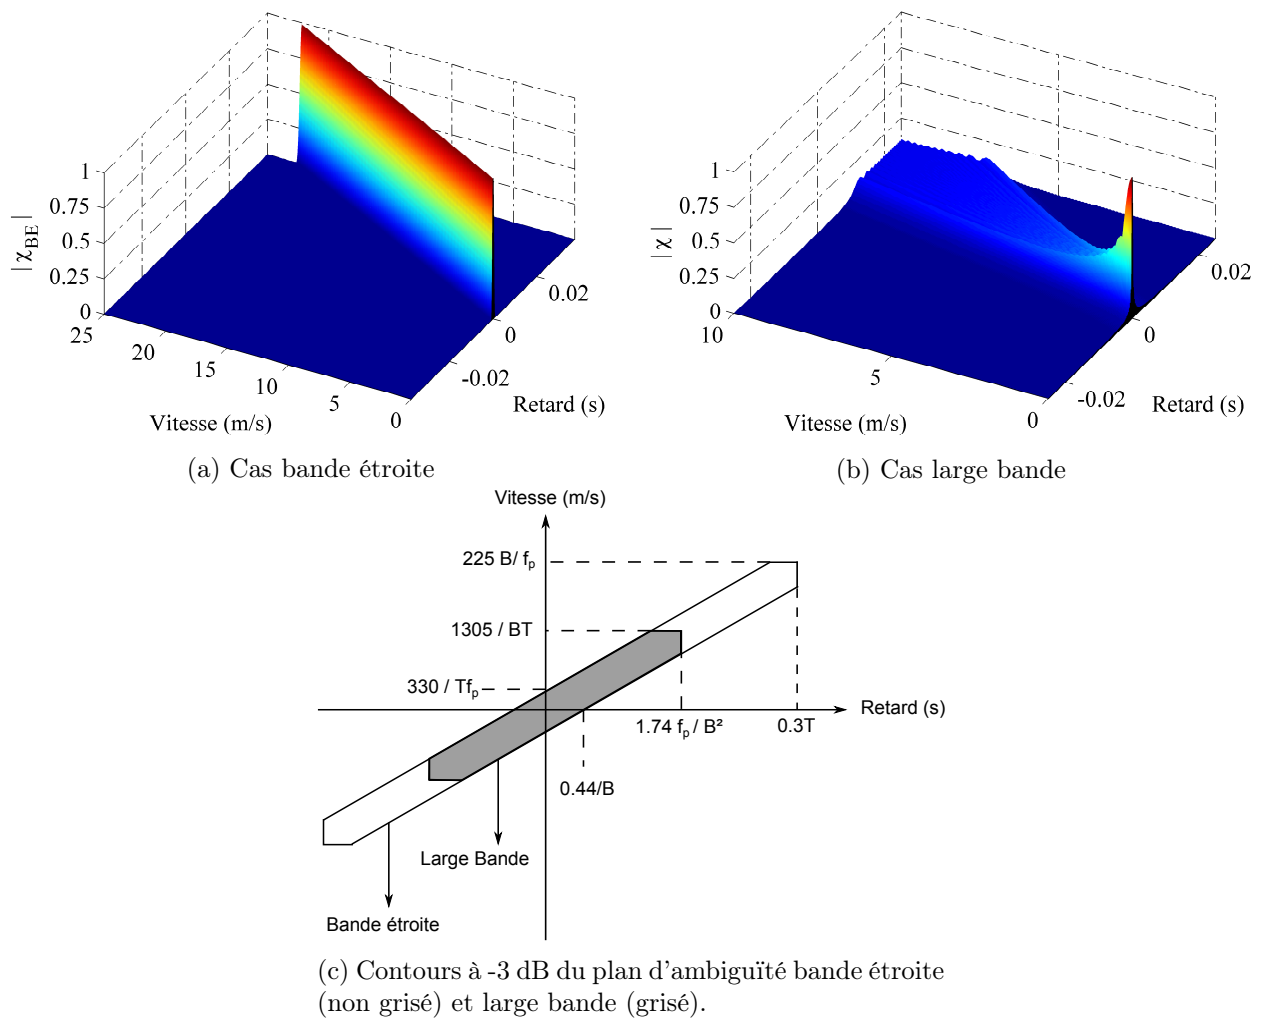 1
0.75
0.5
0.25
0
|χBE|
25
20
15
10
5
0
Vitesse (m/s)
-0.02
0
0.02
Retard (s)
(a) Cas bande étroite
1
0.75
0.5
0.25
0
|χ|
10
5
0
Vitesse (m/s)
-0.02
0
0.02
Retard (s)
(b) Cas large bande
Vitesse (m/s)
225 B/ fp
1305 / BT
330 / Tfp
Retard (s)
1.74 fp / B²
0.3T
0.44/B
Large Bande
Bande étroite
(c) Contours à -3 dB du plan d'ambiguïté bande étroite
(non grisé) et large bande (grisé).